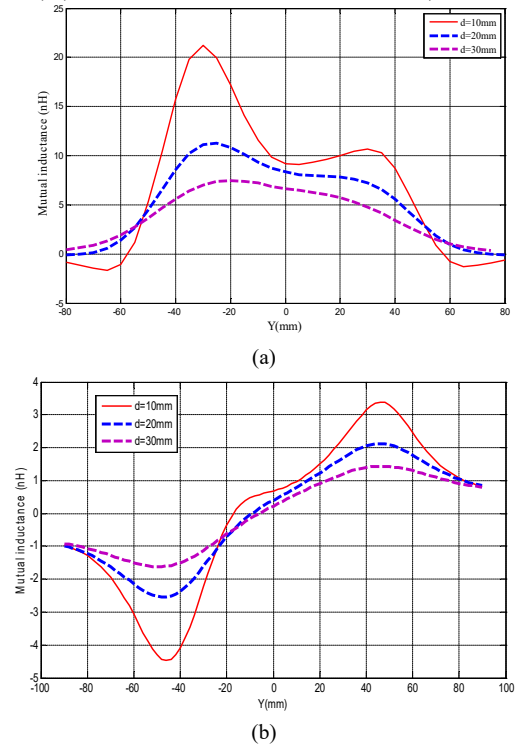 25
20
15
10
5
0
-5
Mutual inductance (nH)
d=10mm
d=20mm
d=30mm
-80 -60 -40 -20 0 20 40 60 80
Y(mm)
(a)
4
3
2
1
0
-1
-2
-3
-4
-5
Mutual inductance (nH)
d=10mm
d=20mm
d=30mm
-100 -80 -60 -40 -20 0 20 40 60 80 100
Y(mm)
(b)